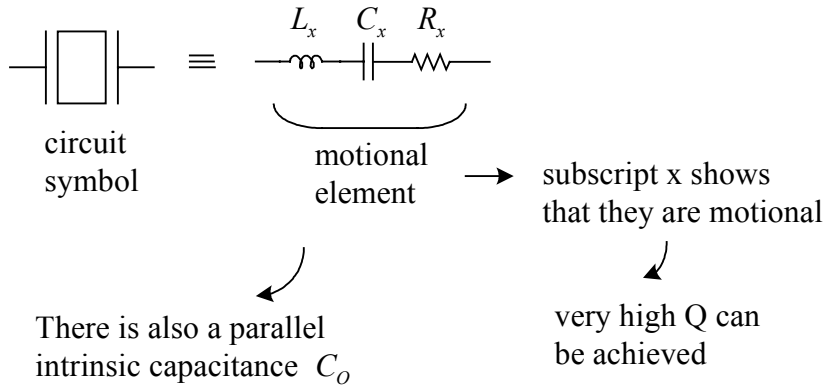 L_x C_x R_x
≡
circuit
symbol
motional
element
subscript x shows
that they are motional
There is also a parallel
intrinsic capacitance C_O
very high Q can
be achieved